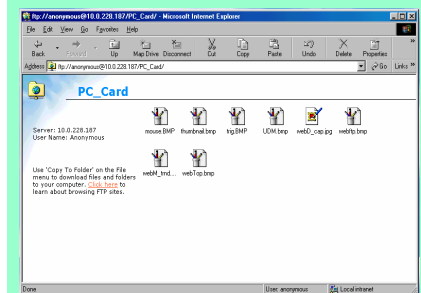 ftp://anonymous@10.0.228.187/PC_Card/ - Microsoft Internet Explorer
File Edit View Go Favorites Help
Back Forward Up Map Drive Disconnect Cut Copy Paste Undo Delete Properties »
Address ftp://anonymous@10.0.228.187/PC_Card/ Go Links »
PC_Card
mouse.BMP thumbnail.bmp trig.BMP UDM.bmp webD_cap.jpg webftp.bmp
Server: 10.0.228.187
User Name: Anonymous
webM_tmd... webTop.bmp
Use 'Copy To Folder' on the File
menu to download files and folders
to your computer. Click here to
learn about browsing FTP sites.
Done User: anonymous Local intranet